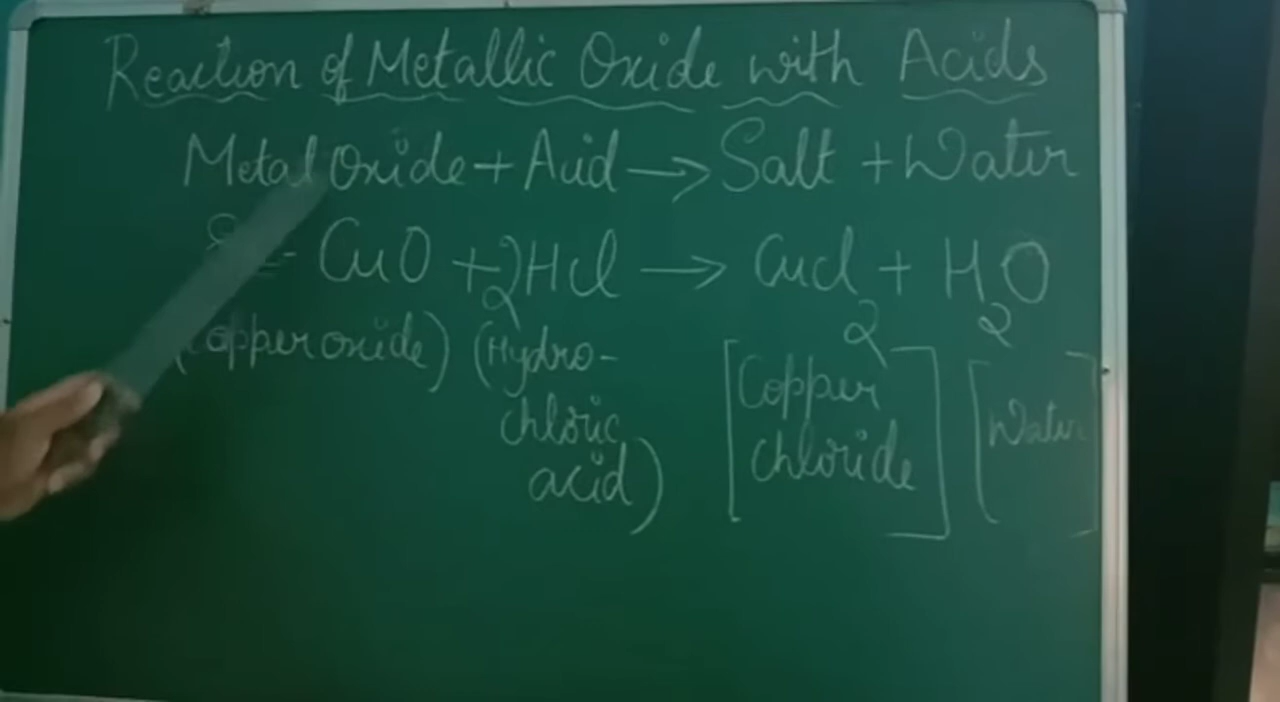 Reaction of Metallic Oxide with Acids
Metal Oxide + Acid → Salt + Water
CuO + 2HCl → CuCl₂ + H₂O
(Copper oxide) (Hydro-
chloric
acid)
[Copper
chloride]
[Water]